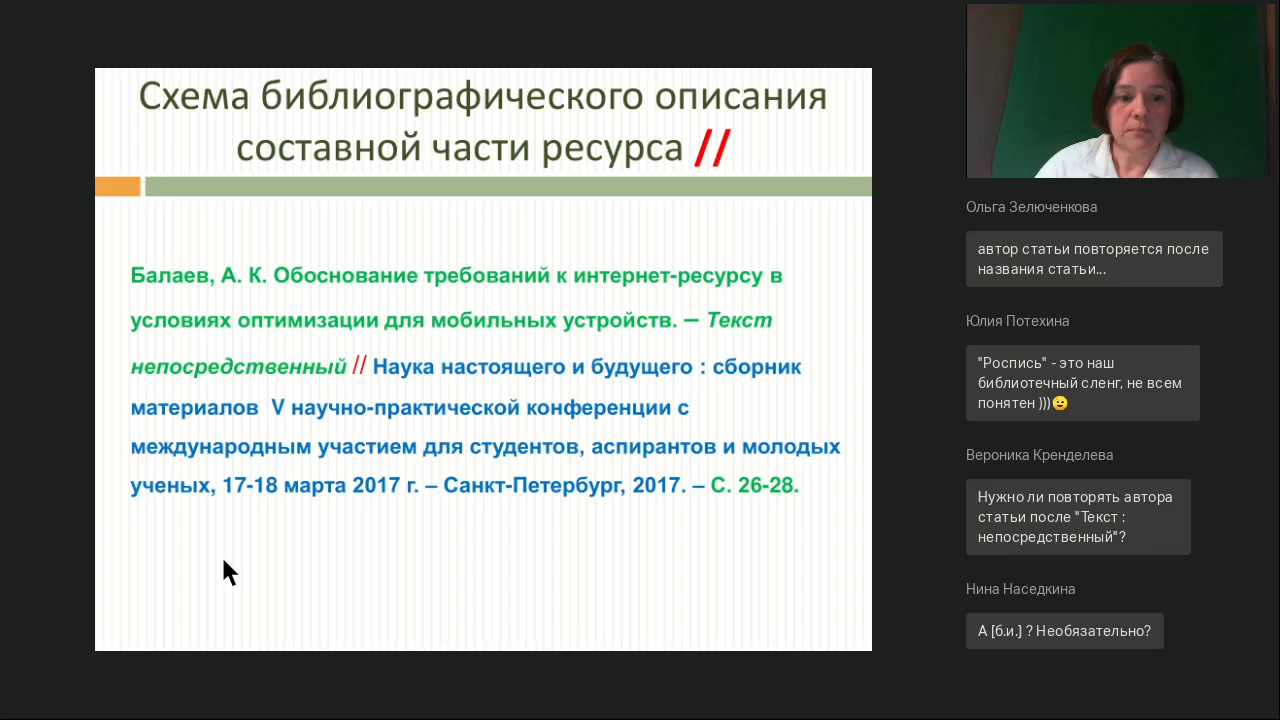 Схема библиографического описания
составной части ресурса //
Балаев, А. К. Обоснование требований к интернет-ресурсу в
условиях оптимизации для мобильных устройств. – Текст
непосредственный // Наука настоящего и будущего : сборник
материалов V научно-практической конференции с
международным участием для студентов, аспирантов и молодых
ученых, 17-18 марта 2017 г. – Санкт-Петербург, 2017. – С. 26-28.
Ольга Зелюченкова
автор статьи повторяется после
названия статьи...
Юлия Потехина
"Роспись" - это наш
библиотечный сленг, не всем
понятен )))😉
Вероника Кренделева
Нужно ли повторять автора
статьи после "Текст :
непосредственный"?
Нина Наседкина
А [б.и.] ? Необязательно?